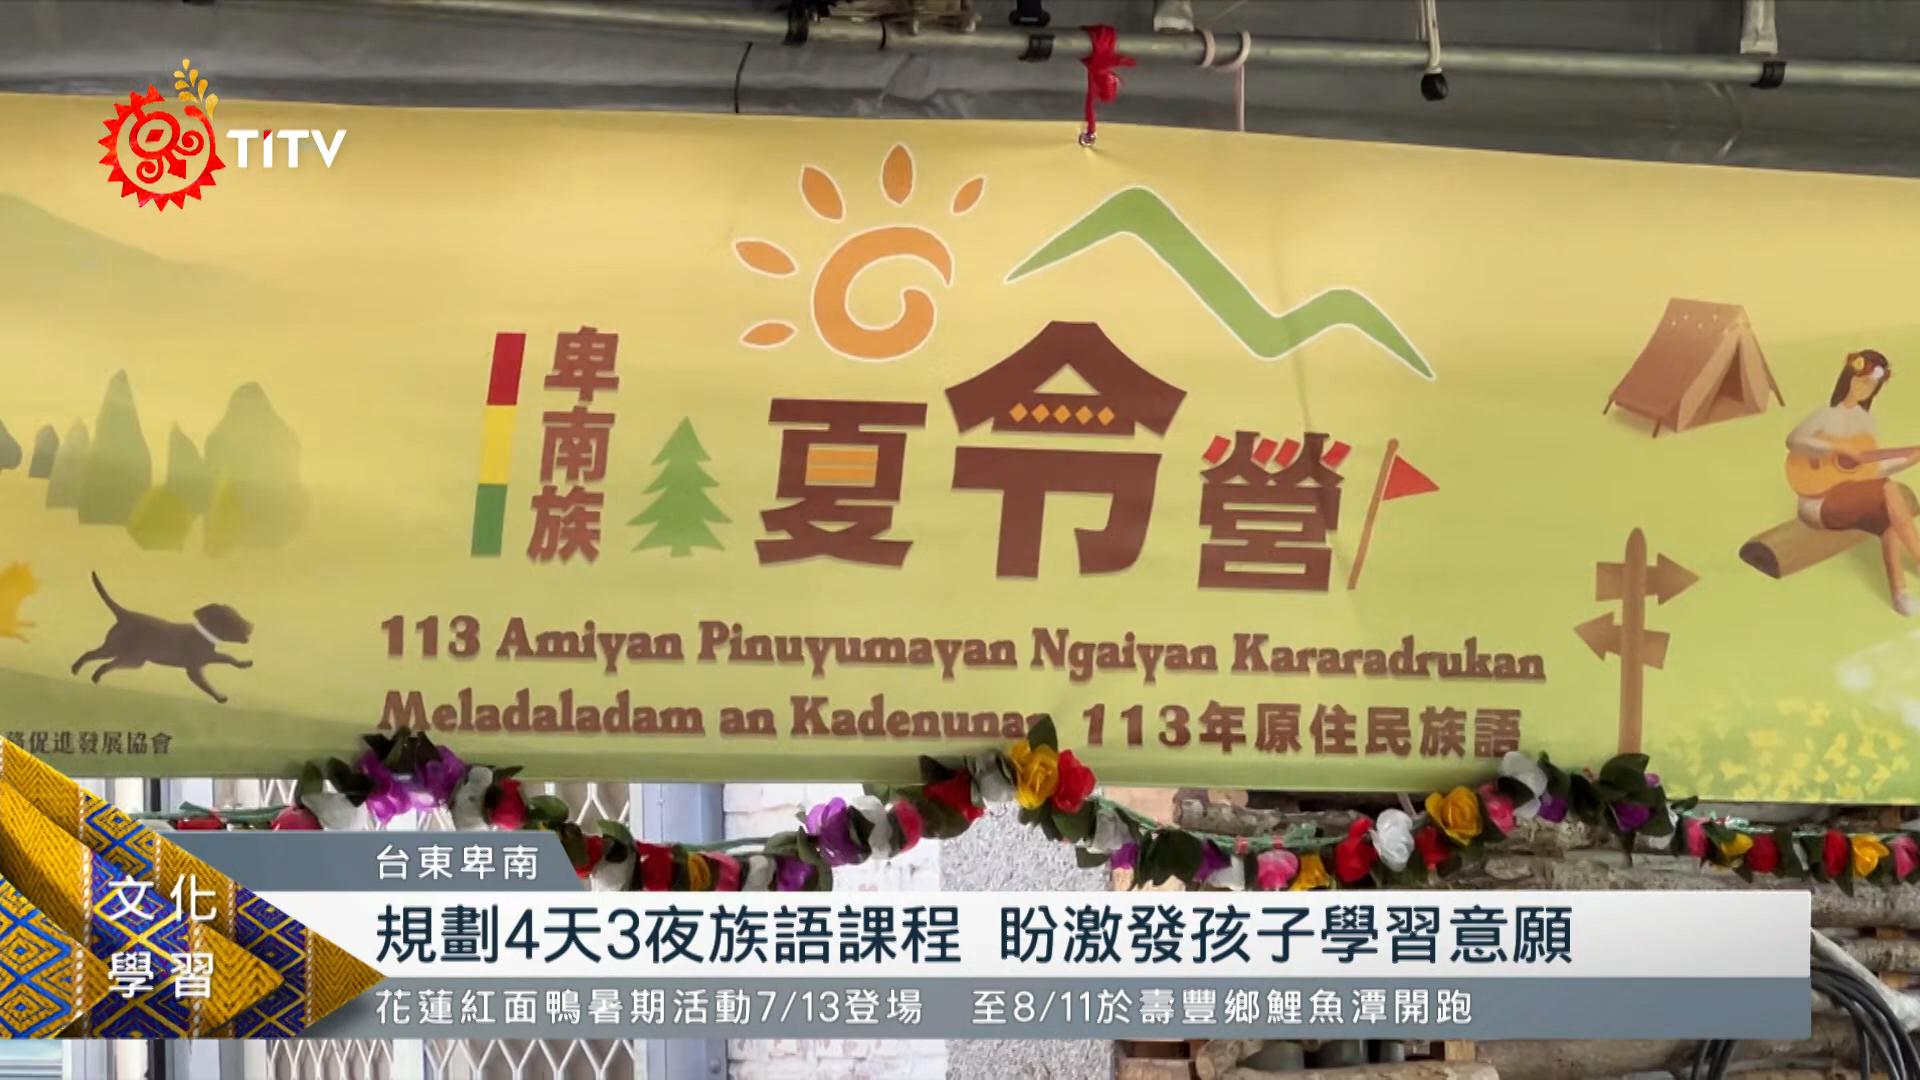 TITV
卑南族
夏令營
113 Amiyan Pinuyumayan Ngaiyan Kararadrukan
Meladaladam an Kadenunan 113年原住民族語
促進發展協會
台東卑南
文化
學習
規劃4天3夜族語課程 盼激發孩子學習意願
花蓮紅面鴨暑期活動7/13登場 至8/11於壽豐鄉鯉魚潭開跑